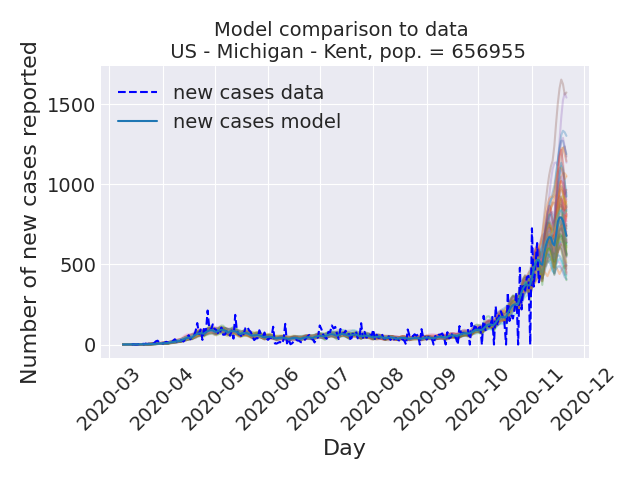 Model comparison to data
US - Michigan - Kent, pop. = 656955
Number of new cases reported
1500
1000
500
0
new cases data
new cases model
2020-03
2020-04
2020-05
2020-06
2020-07
2020-08
2020-09
2020-10
2020-11
2020-12
Day